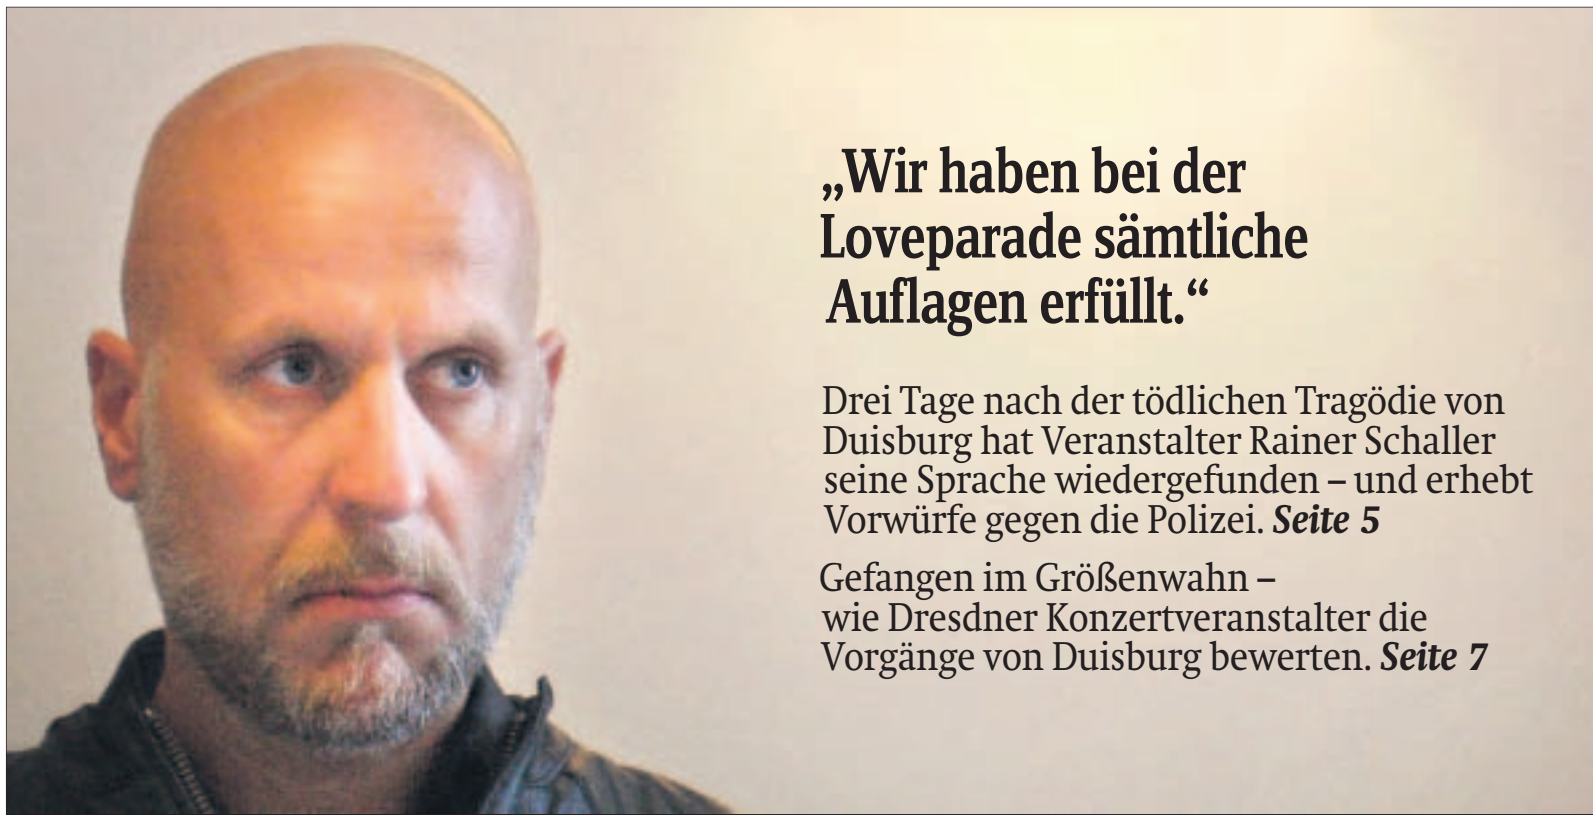 „Wir haben bei der
Loveparade sämtliche
Auflagen erfüllt.“
Drei Tage nach der tödlichen Tragödie von
Duisburg hat Veranstalter Rainer Schaller
seine Sprache wiedergefunden – und erhebt
Vorwürfe gegen die Polizei. Seite 5
Gefangen im Größenwahn –
wie Dresdner Konzertveranstalter die
Vorgänge von Duisburg bewerten. Seite 7